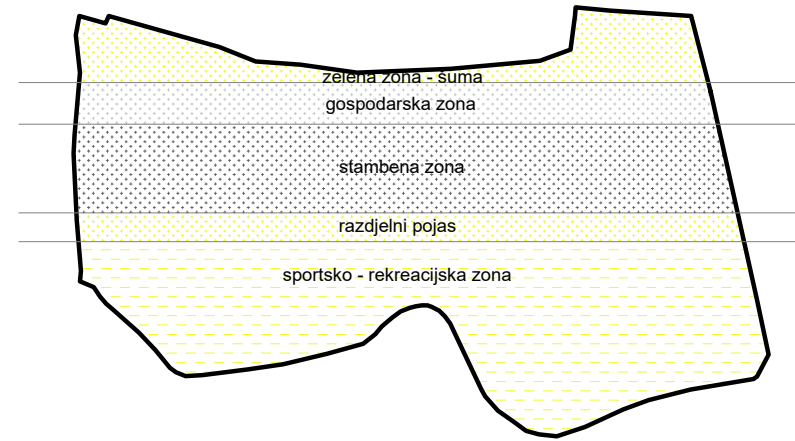 zelena zona - šuma
gospodarska zona
stambena zona
razdjelni pojas
sportsko - rekreacijska zona